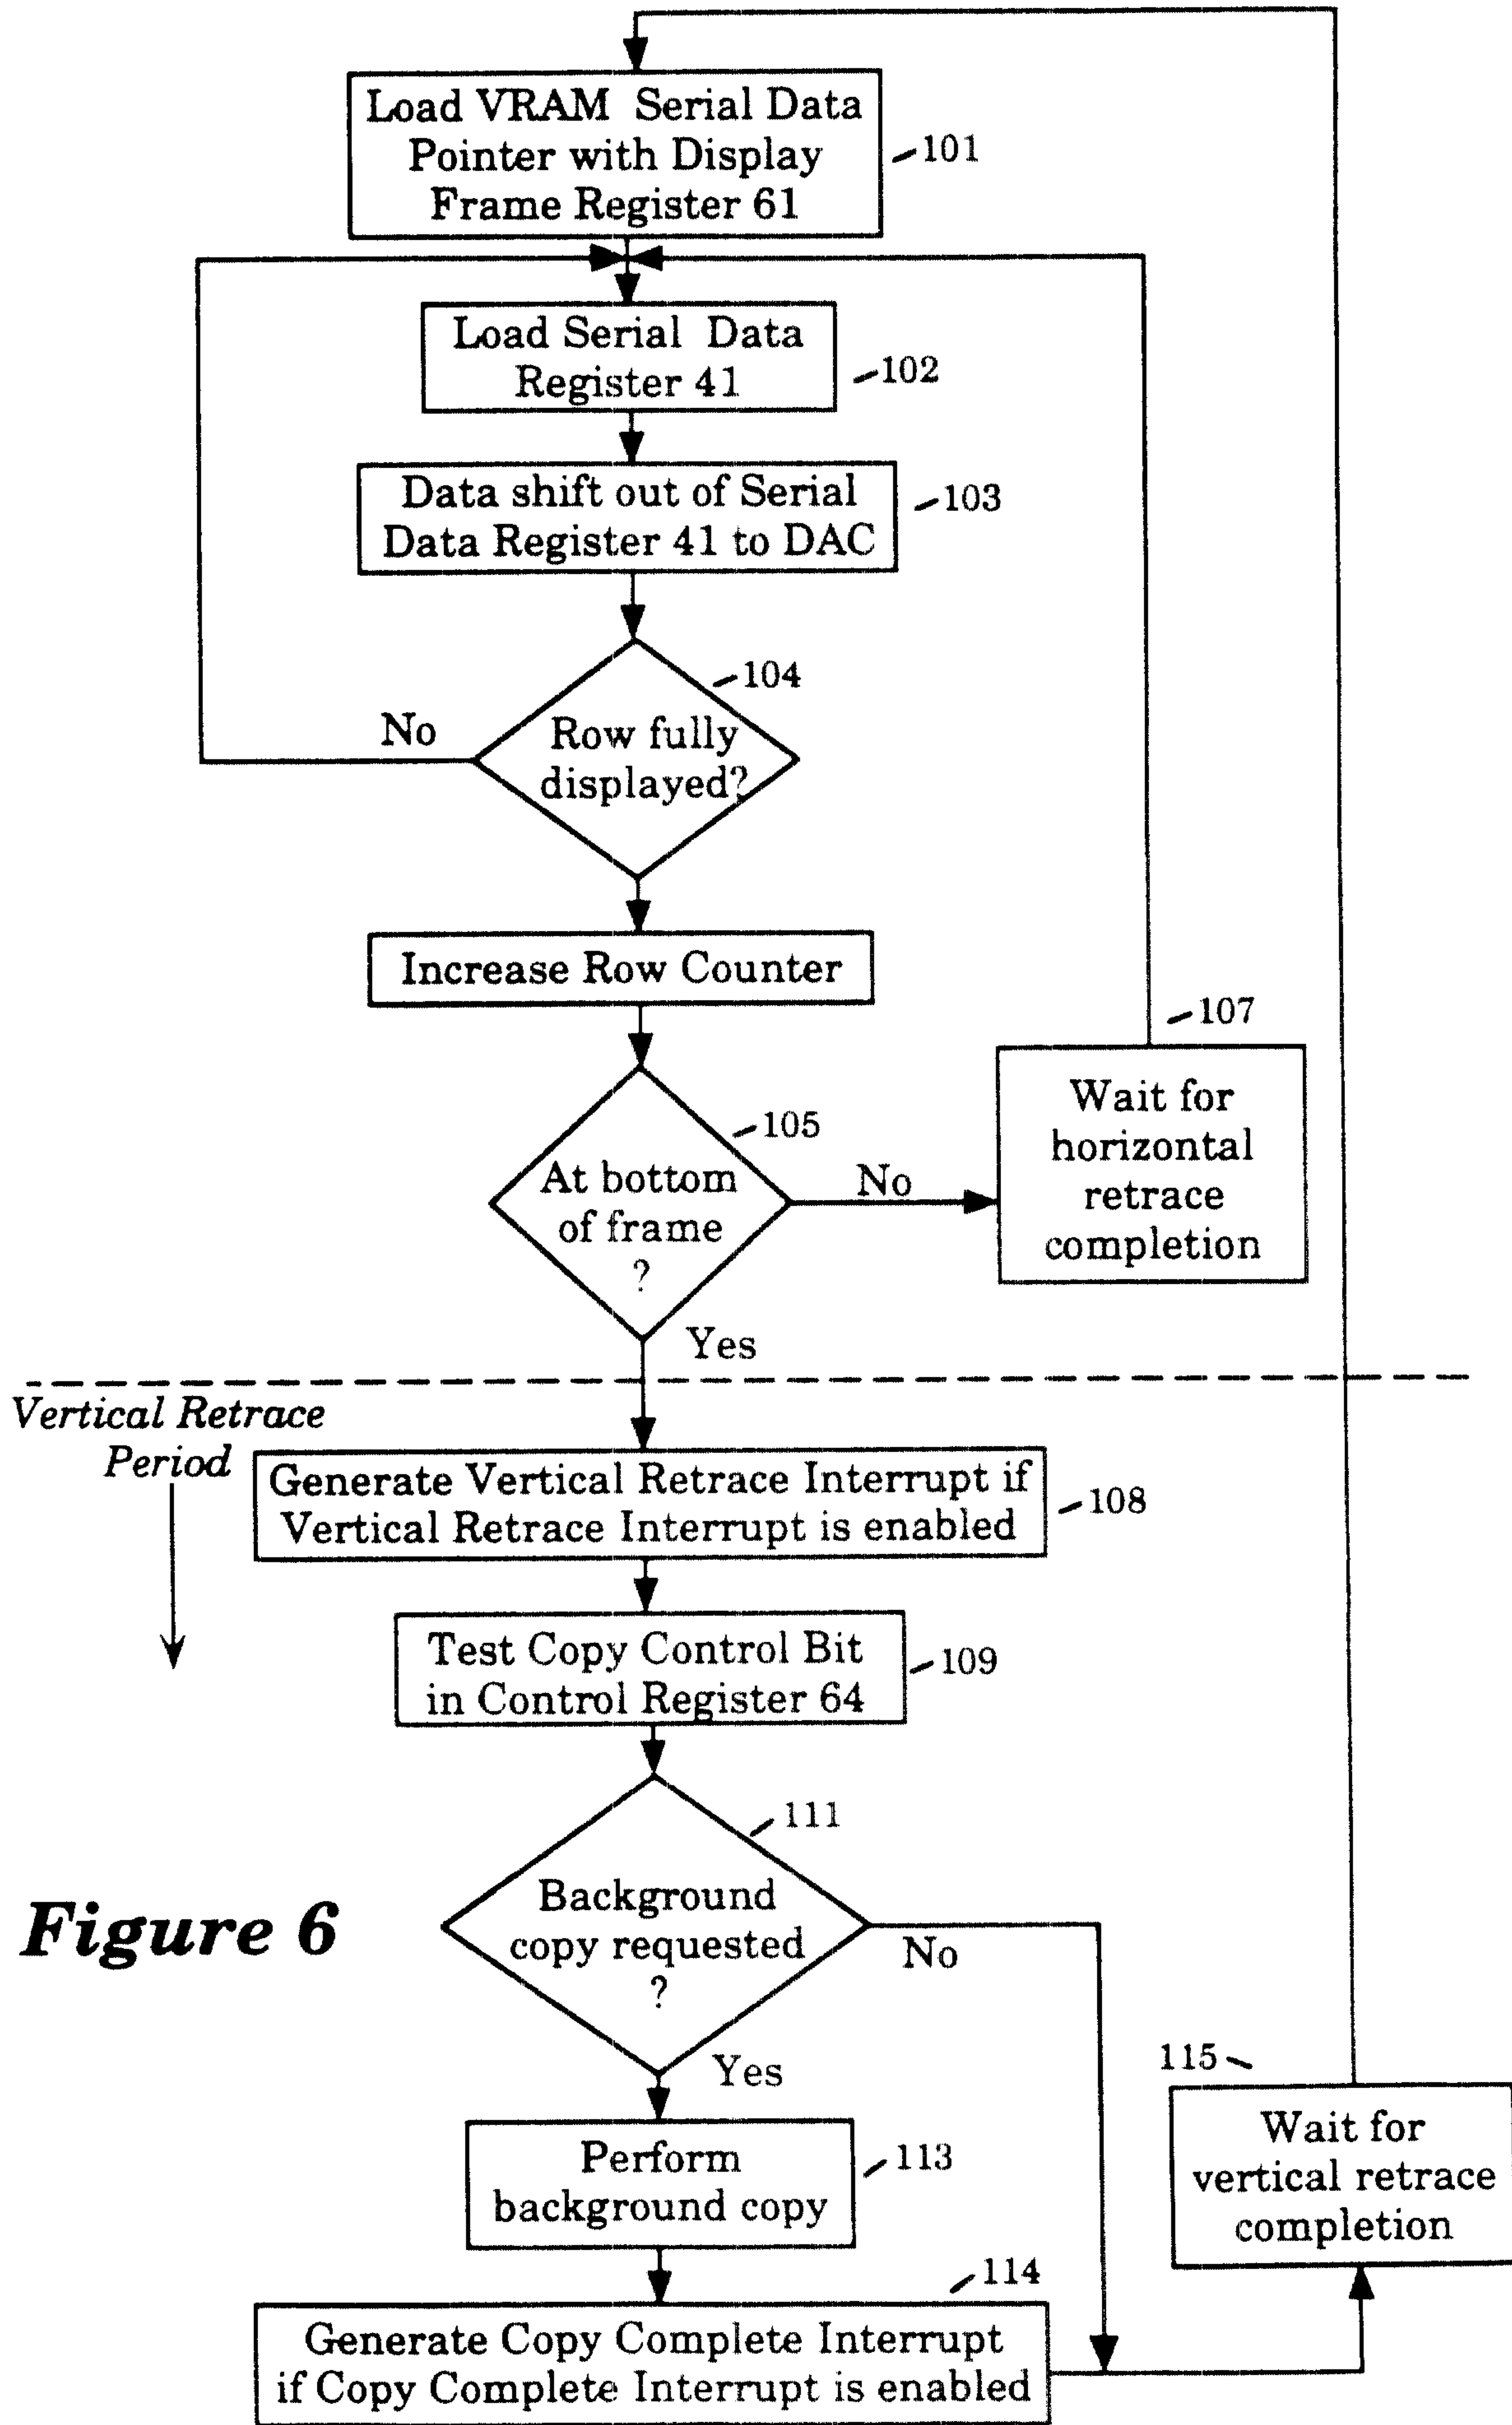 Load VRAM Serial Data
Pointer with Display
Frame Register 61
101
Load Serial Data
Register 41
102
Data shift out of Serial
Data Register 41 to DAC
103
104
Row fully
displayed?
No
Increase Row Counter
107
Wait for
horizontal
retrace
completion
105
At bottom
of frame
?
No
Yes
Vertical Retrace
Period
Generate Vertical Retrace Interrupt if
Vertical Retrace Interrupt is enabled
108
Test Copy Control Bit
in Control Register 64
109
111
Background
copy requested
?
No
Yes
Figure 6
115
Wait for
vertical retrace
completion
Perform
background copy
113
114
Generate Copy Complete Interrupt
if Copy Complete Interrupt is enabled